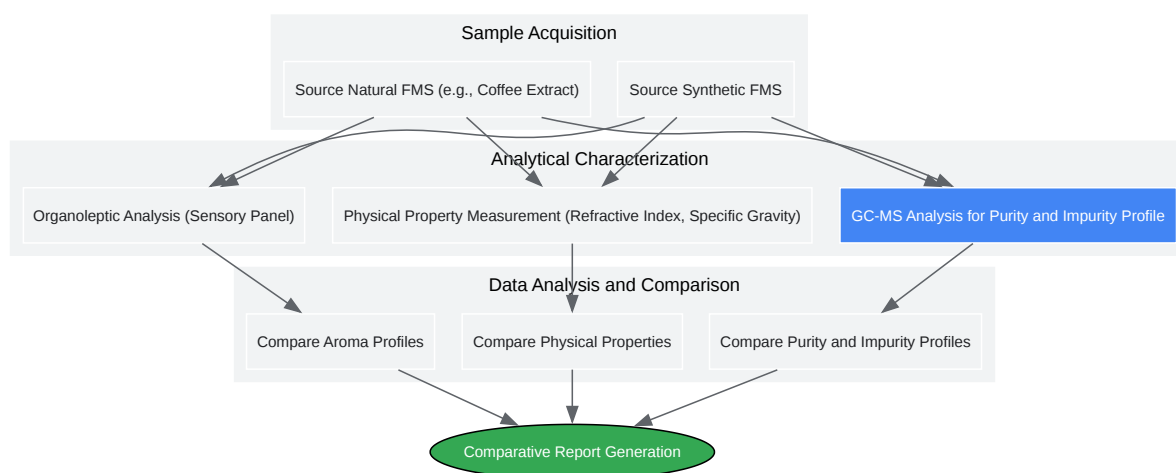 Sample Acquisition
Source Natural FMS (e.g., Coffee Extract)
Source Synthetic FMS
Analytical Characterization
Organoleptic Analysis (Sensory Panel)
Physical Property Measurement (Refractive Index, Specific Gravity)
GC-MS Analysis for Purity and Impurity Profile
Data Analysis and Comparison
Compare Aroma Profiles
Compare Physical Properties
Compare Purity and Impurity Profiles
Comparative Report Generation